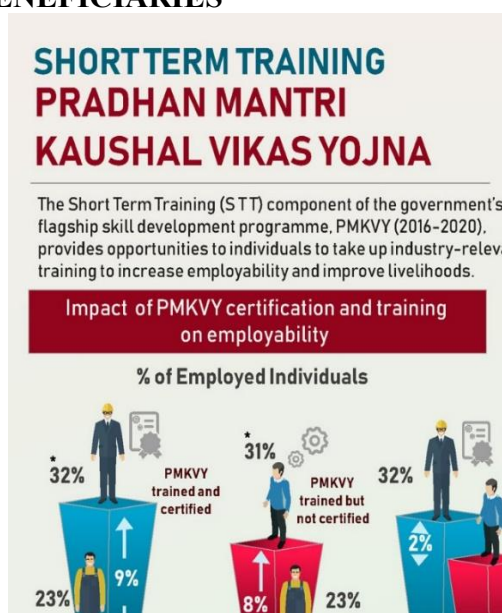 SHORT TERM TRAINING
PRADHAN MANTRI
KAUSHAL VIKAS YOJNA
The Short Term Training (STT) component of the government's
flagship skill development programme, PMKVY (2016-2020),
provides opportunities to individuals to take up industry-relev
training to increase employability and improve livelihoods.
Impact of PMKVY certification and training
on employability
% of Employed Individuals
* 32%
PMKVY
trained and
certified
9%
23%
* 31%
PMKVY
trained but
not certified
8%
23%
32%
2%